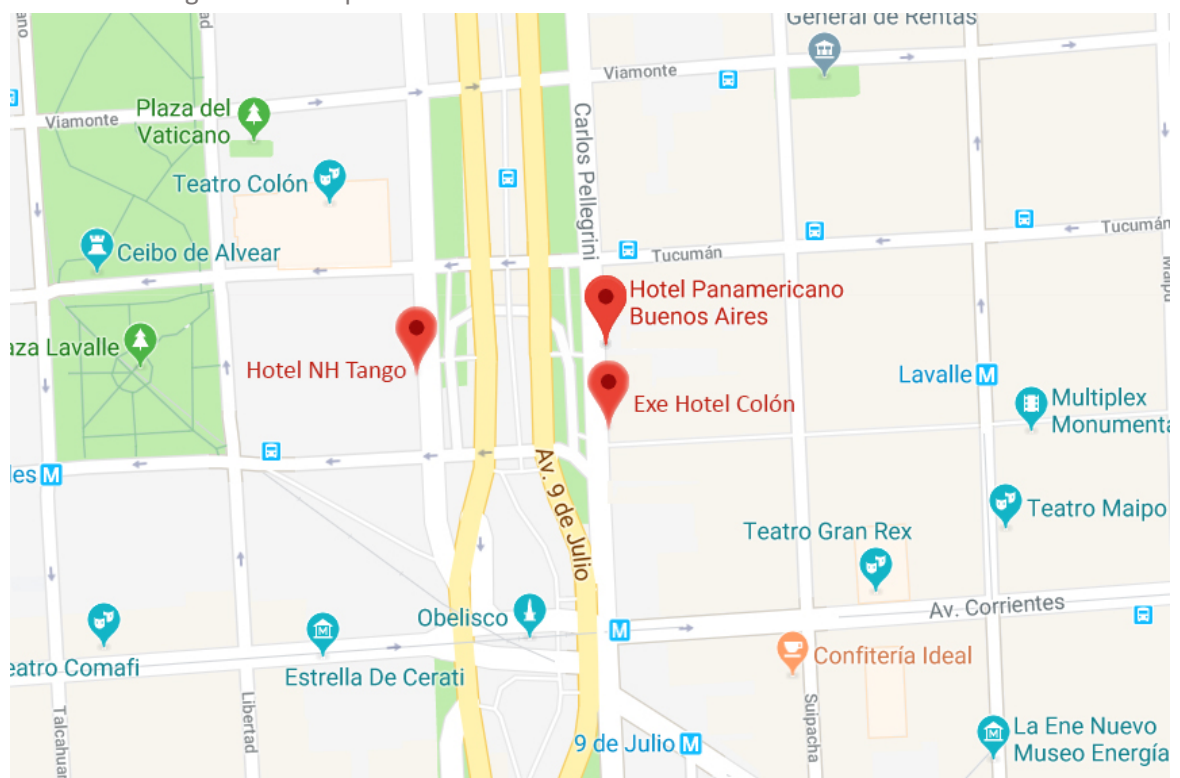 General de Rentas
Viamonte
Plaza del
Vaticano
Viamonte
Teatro Colón
Carlos Pellegrini
Ceibo de Alvear
Tucumán
Tucumán
Hotel Panamericano
Buenos Aires
aza Lavalle
Hotel NH Tango
Lavalle M
Exe Hotel Colón
Multiplex
Monumenta
les M
Av. 9 de Julio
Teatro Maipo
Teatro Gran Rex
Obelisco
Av. Corrientes
M
eatro Comafi
Estrella De Cerati
Confitería Ideal
Talcahuan
Libertad
Suipacha
9 de Julio M
La Ene Nuevo
Museo Energía